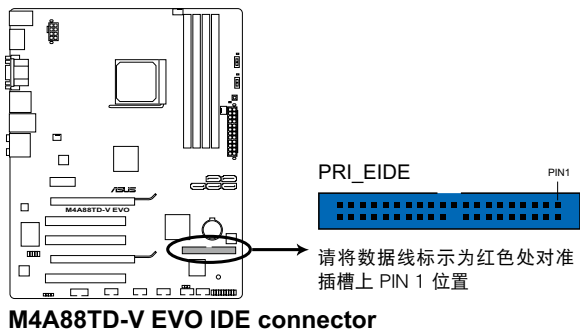 PRI_EIDE
PIN1
/SUS
M4A88TD-V EVO
请将数据线标示为红色处对准
插槽上 PIN 1 位置
M4A88TD-V EVO IDE connector